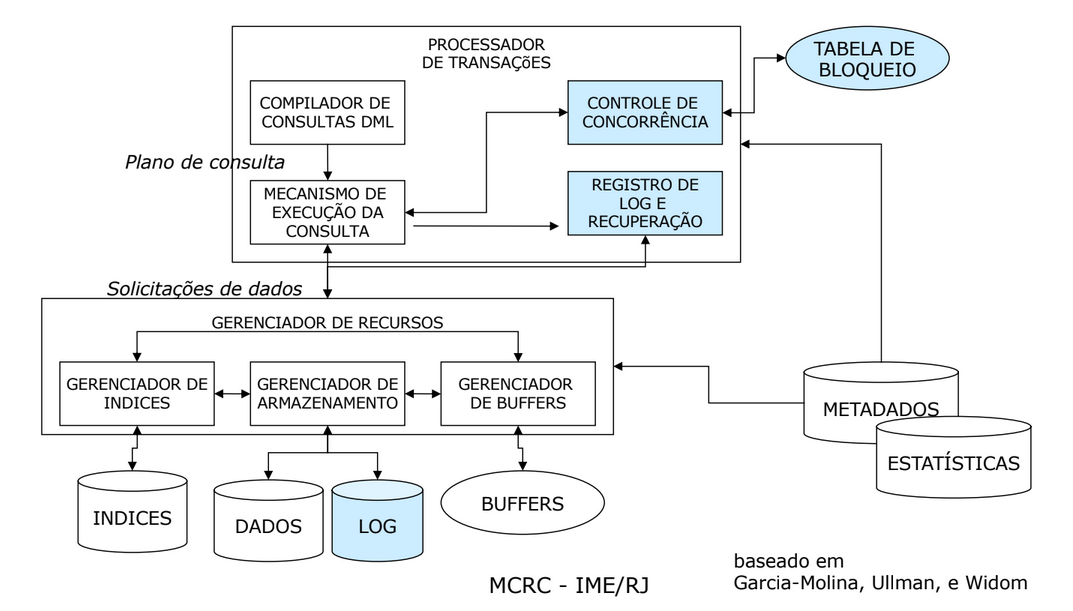 PROCESSADOR
DE TRANSAÇõES
TABELA DE
BLOQUEIO
COMPILADOR DE
CONSULTAS DML
CONTROLE DE
CONCORRÊNCIA
Plano de consulta
MECANISMO DE
EXECUÇÃO DA
CONSULTA
REGISTRO DE
LOG E
RECUPERAÇÃO
Solicitações de dados
GERENCIADOR DE RECURSOS
GERENCIADOR DE
INDICES
GERENCIADOR DE
ARMAZENAMENTO
GERENCIADOR
DE BUFFERS
METADADOS
ESTATÍSTICAS
INDICES
DADOS
LOG
BUFFERS
MCRC - IME/RJ
baseado em
Garcia-Molina, Ullman, e Widom